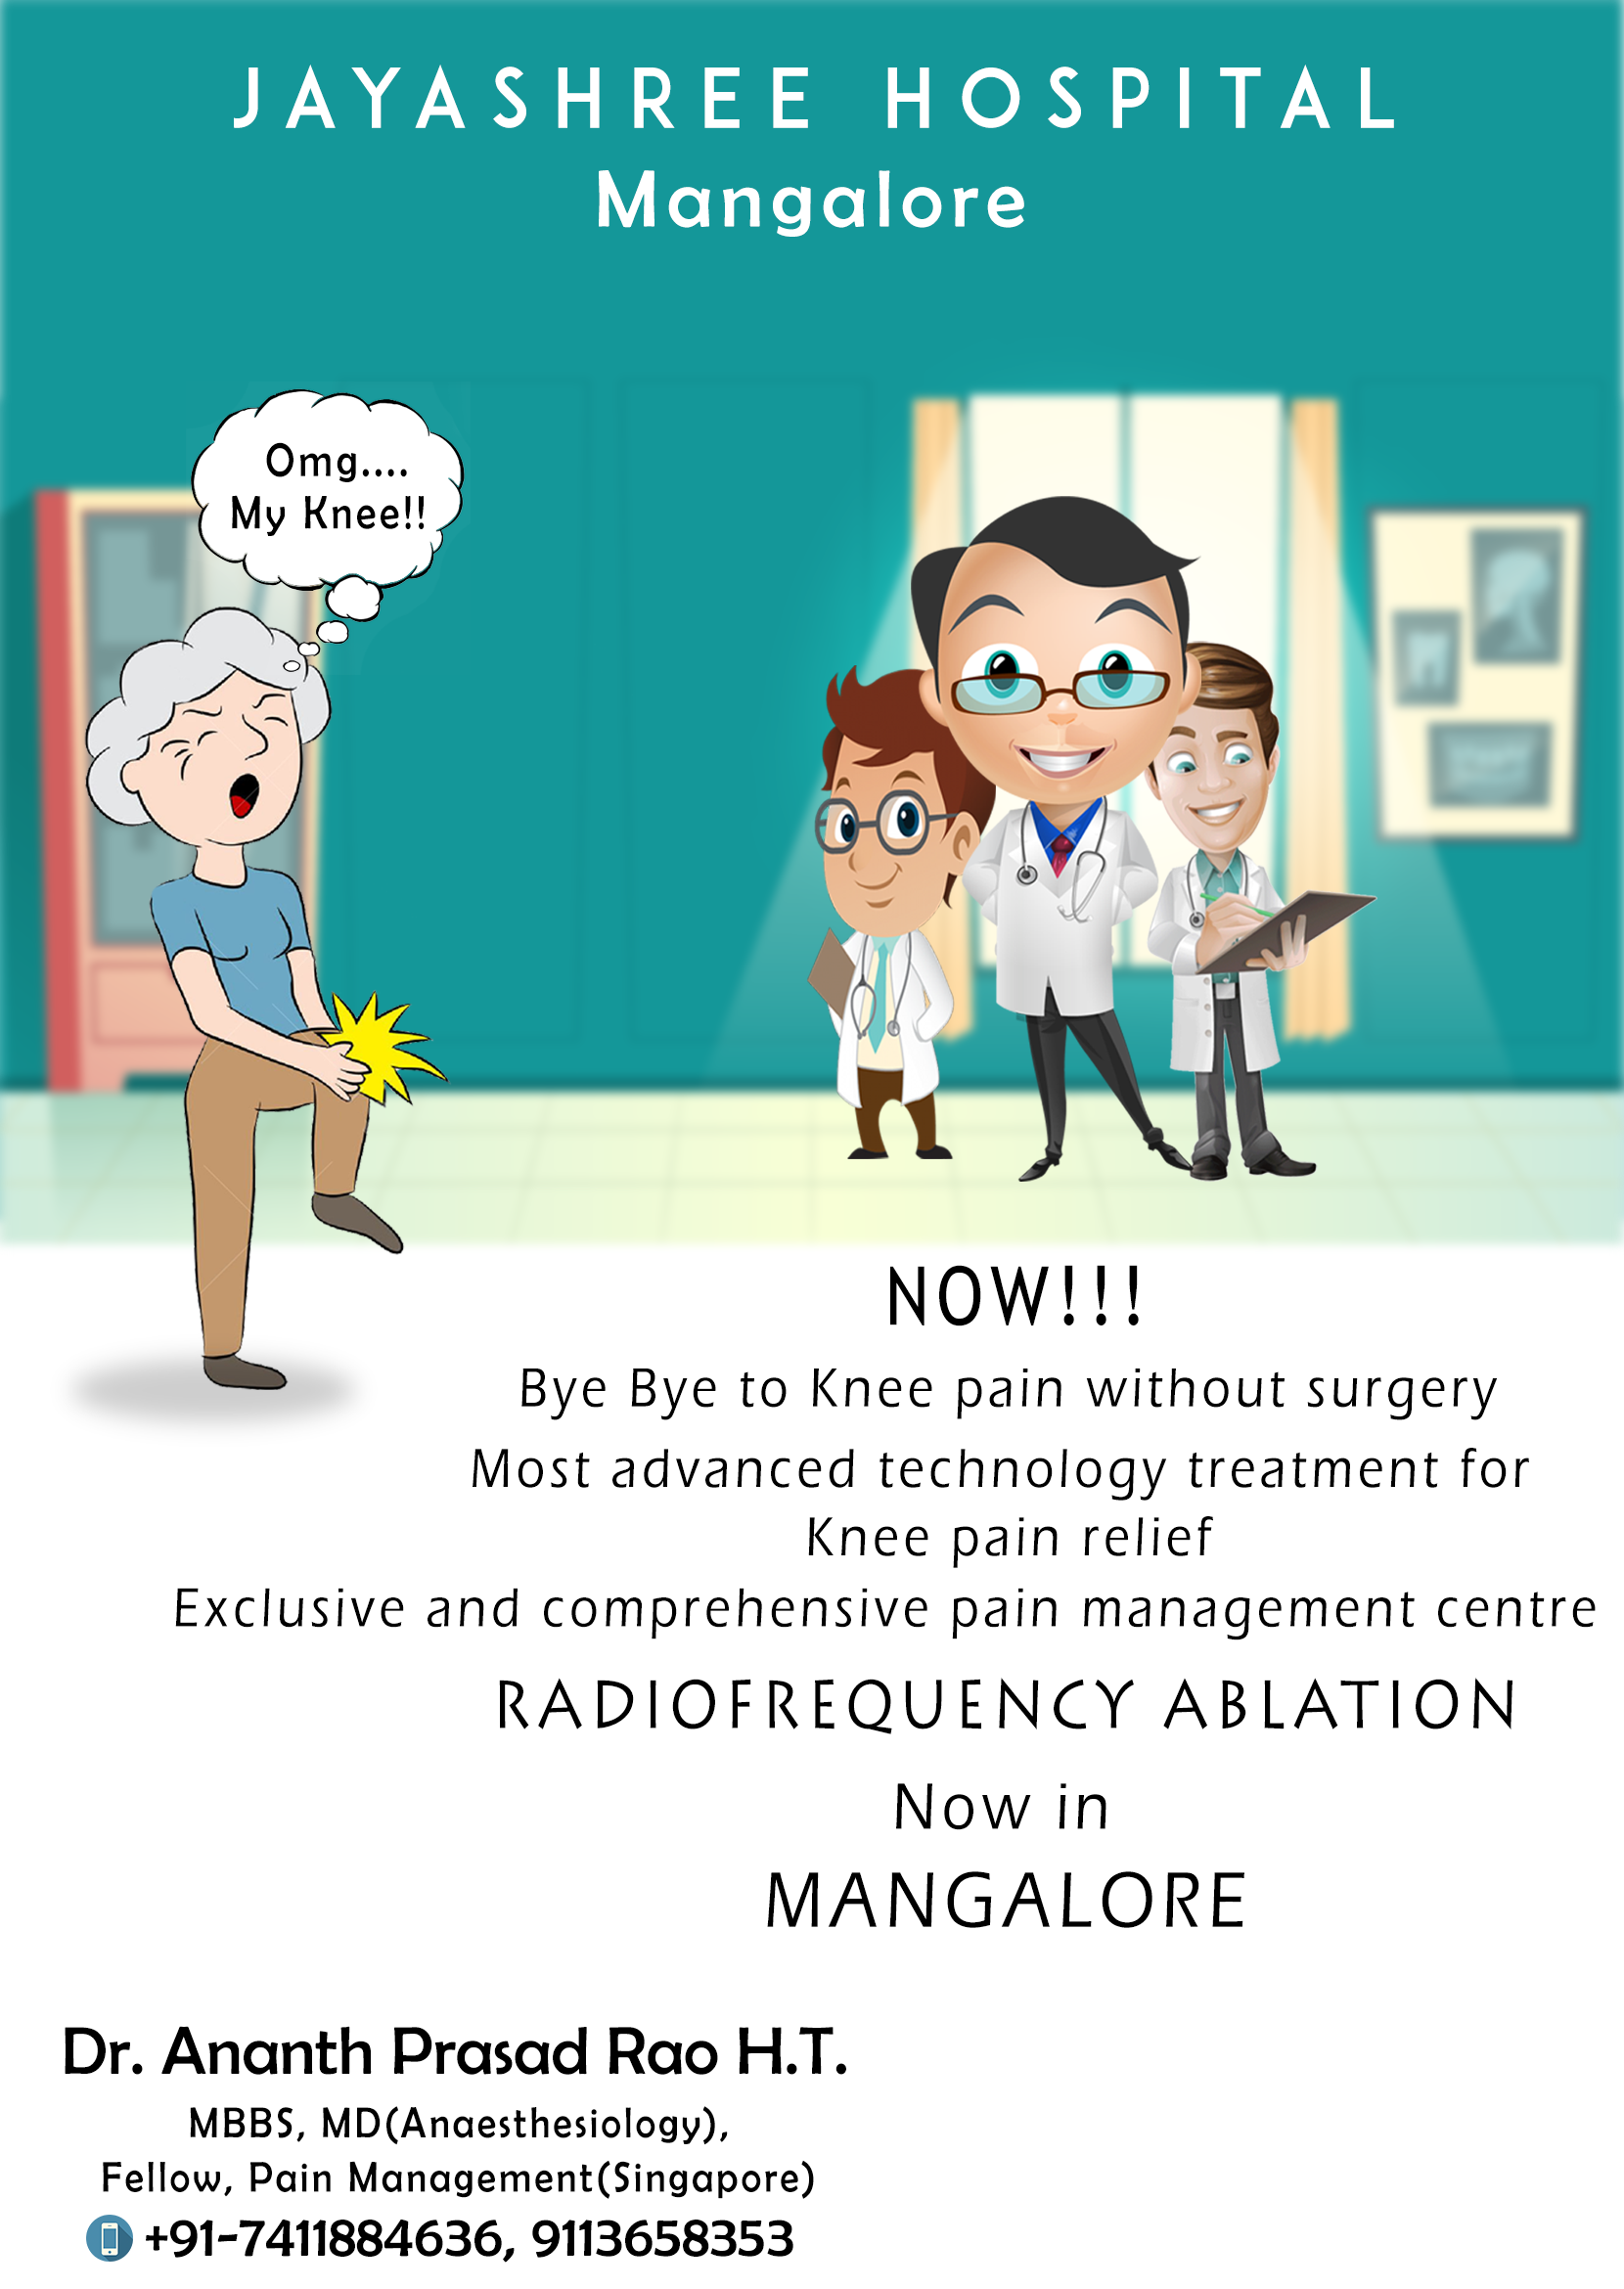 JAYASHREE HOSPITAL
Mangalore
Omg....
My Knee!!
NOW!!!
Bye Bye to Knee pain without surgery
Most advanced technology treatment for
Knee pain relief
Exclusive and comprehensive pain management centre
RADIOFREQUENCY ABLATION
Now in
MANGALORE
Dr. Ananth Prasad Rao H.T.
MBBS, MD(Anaesthesiology),
Fellow, Pain Management(Singapore)
+91-7411884636, 9113658353